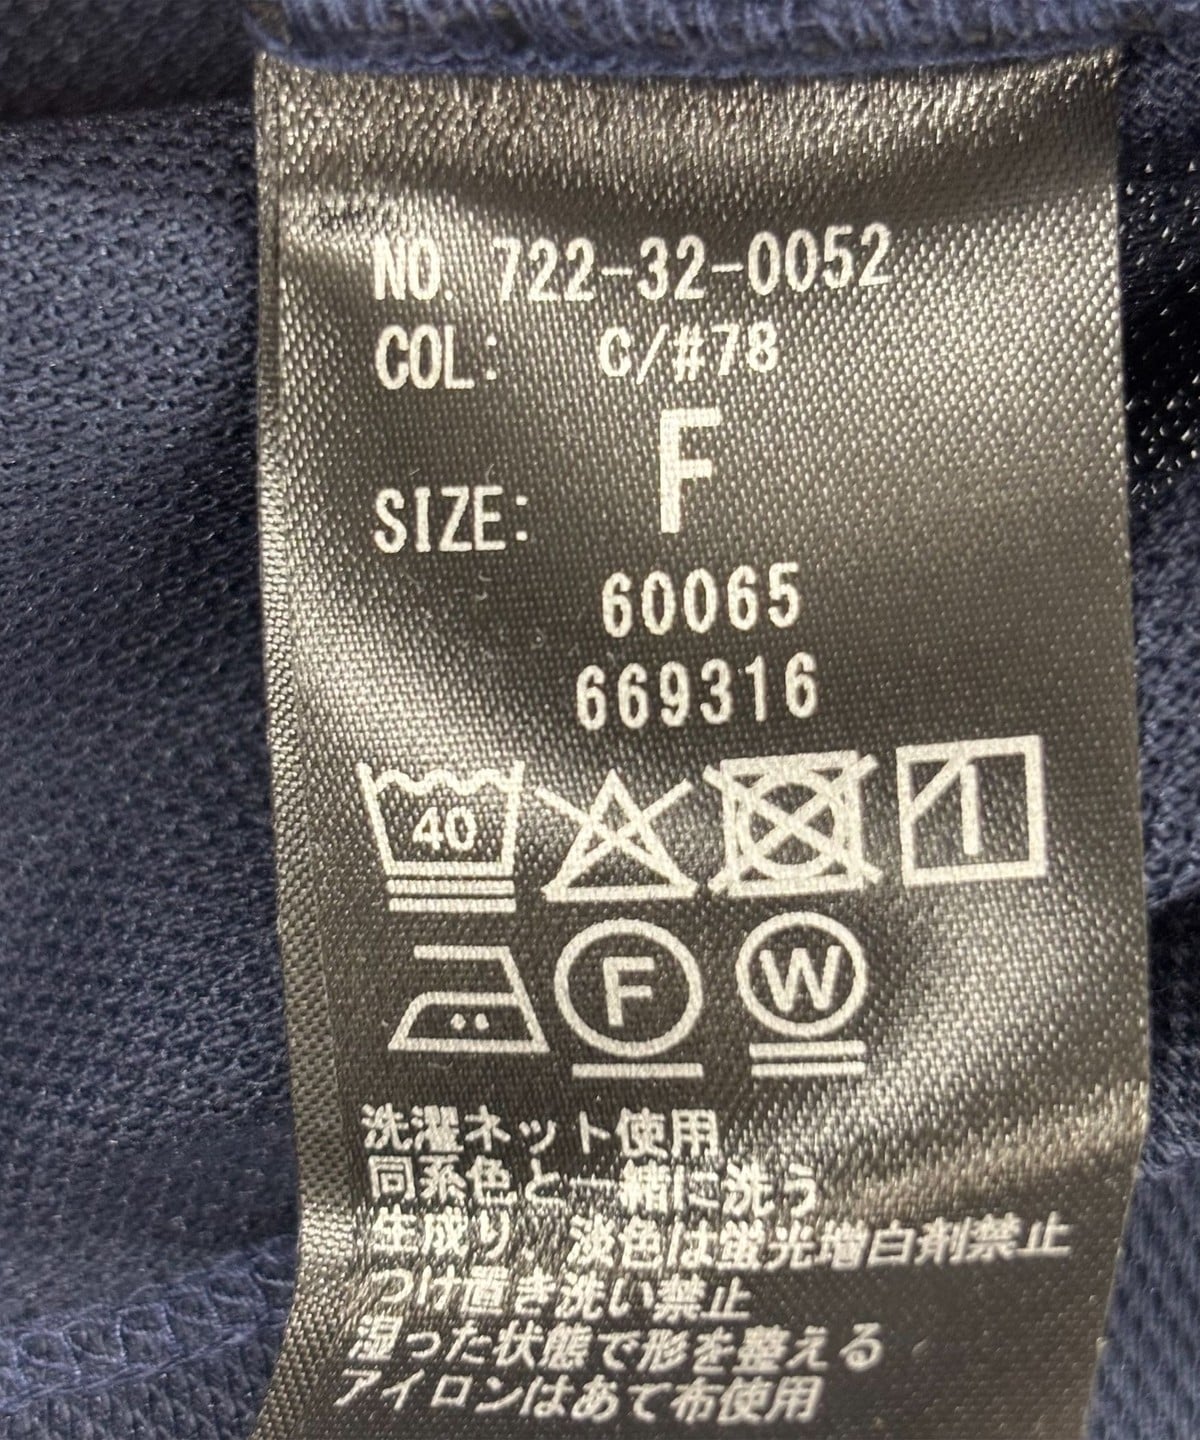 NO. 722-32-0052
COL: C/#78
SIZE: F
60065
669316
40
F W
洗濯ネット使用
同系色と一緒に洗う
生成り、淡色は蛍光増白剤禁止
つけ置き洗い禁止
湿った状態で形を整える
アイロンはあて布使用